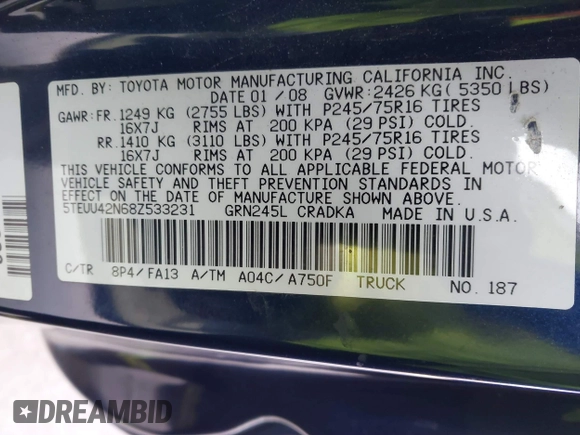 MFD. BY: TOYOTA MOTOR MANUFACTURING CALIFORNIA INC.
DATE 01 / 08 GVWR: 2426 KG ( 5350 LBS)
GAWR: FR. 1249 KG (2755 LBS) WITH P245/75R16 TIRES
16X7J RIMS AT 200 KPA (29 PSI) COLD.
RR. 1410 KG (3110 LBS) WITH P245/75R16 TIRES
16X7J RIMS AT 200 KPA (29 PSI) COLD.
THIS VEHICLE CONFORMS TO ALL APPLICABLE FEDERAL MOTOR
VEHICLE SAFETY AND THEFT PREVENTION STANDARDS IN
EFFECT ON THE DATE OF MANUFACTURE SHOWN ABOVE.
5TEUU42N68Z533231 GRN245L CRADKA MADE IN U.S.A.
C/TR 8P4/FA13 A/TM A04C/A750F TRUCK NO. 187
DREAMBID